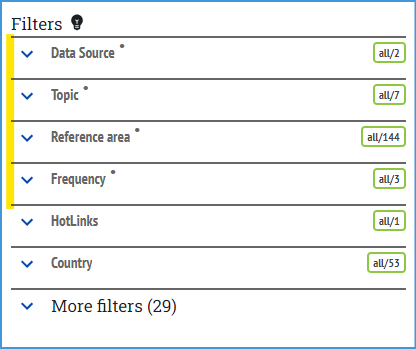 Filters
Data Source • all/2
Topic • all/7
Reference area • all/144
Frequency • all/3
HotLinks all/1
Country all/53
More filters (29)